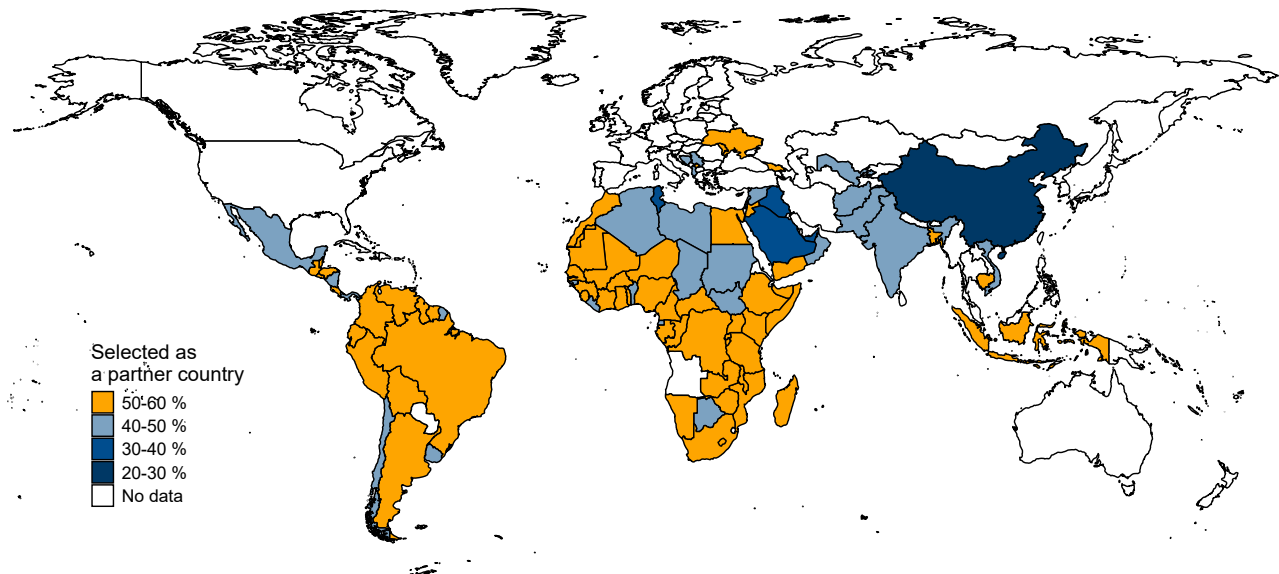 Selected as
a partner country
50-60 %
40-50 %
30-40 %
20-30 %
No data